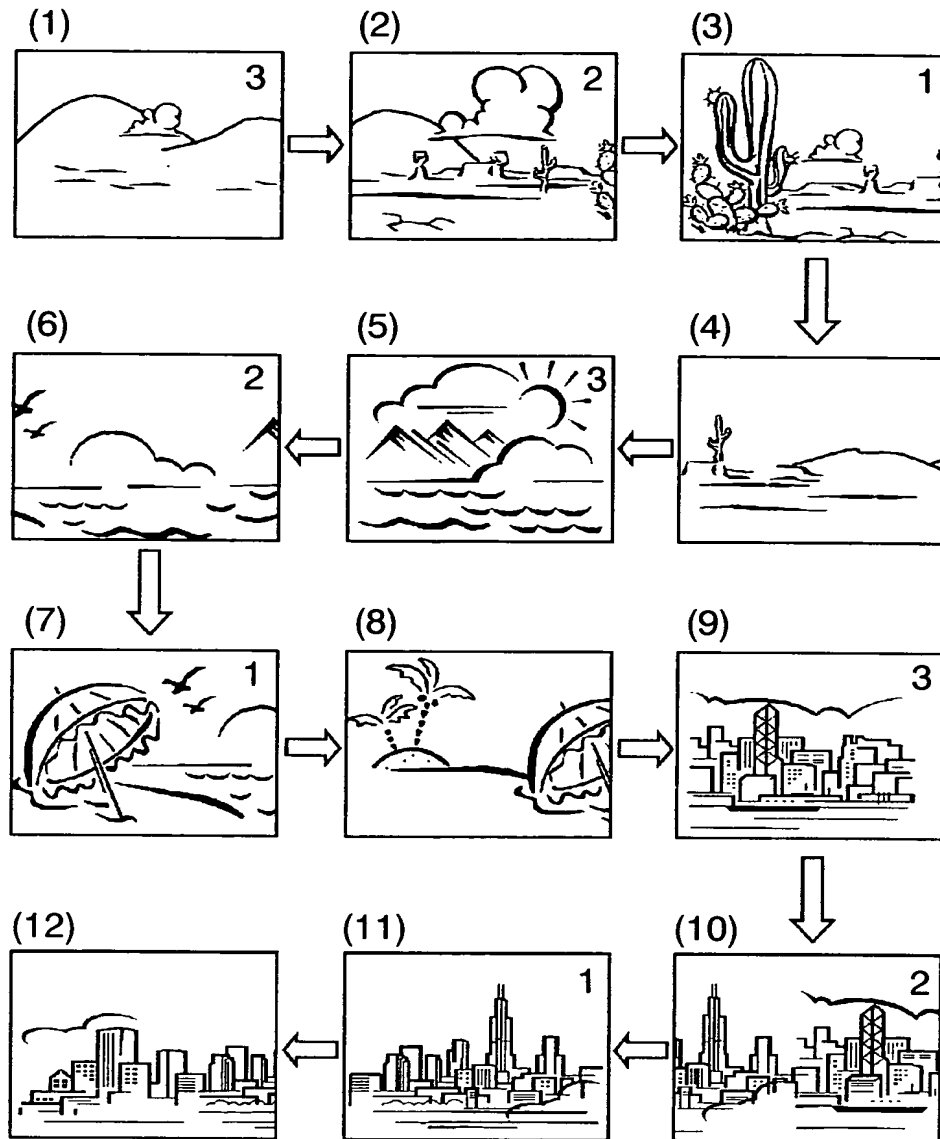 (1) (2) (3)
3 2 1
(6) (5) (4)
2 3
(7) (8) (9)
1 3
(12) (11) (10)
1 2